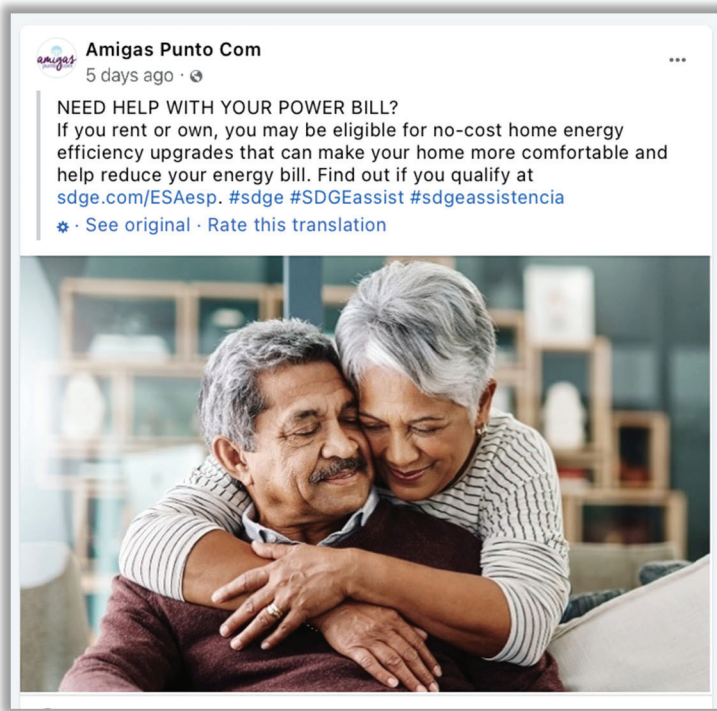 amigas
punto com
Amigas Punto Com
5 days ago ·
NEED HELP WITH YOUR POWER BILL?
If you rent or own, you may be eligible for no-cost home energy
efficiency upgrades that can make your home more comfortable and
help reduce your energy bill. Find out if you qualify at
sdge.com/ESAesp. #sdge #SDGEassist #sdgeassistencia
· See original · Rate this translation